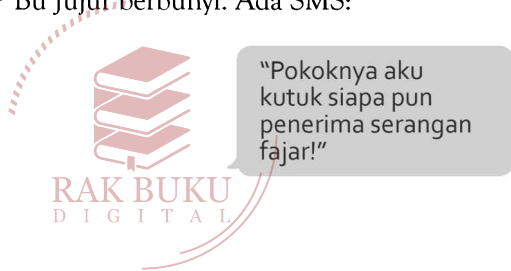 Bu Jujur berbunyi. Ada SMS:
“Pokoknya aku
kutuk siapa pun
penerima serangan
fajar!”
RAK BUKU
DIGITAL